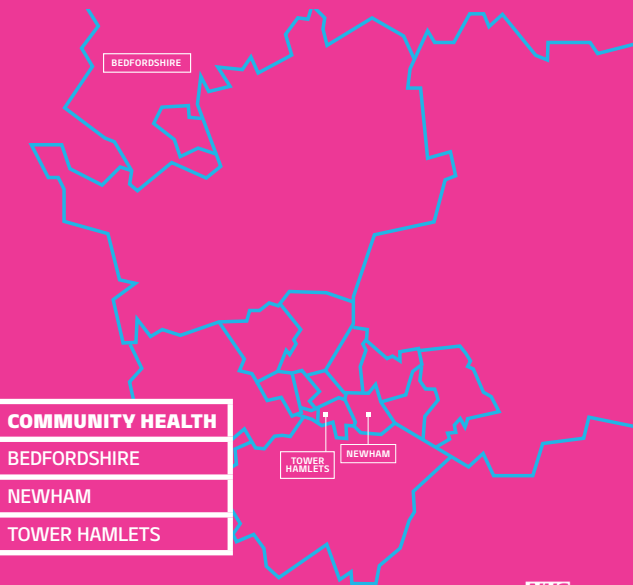 BEDFORDSHIRE
COMMUNITY HEALTH
BEDFORDSHIRE
NEWHAM
TOWER HAMLETS
TOWER
HAMLETS
NEWHAM